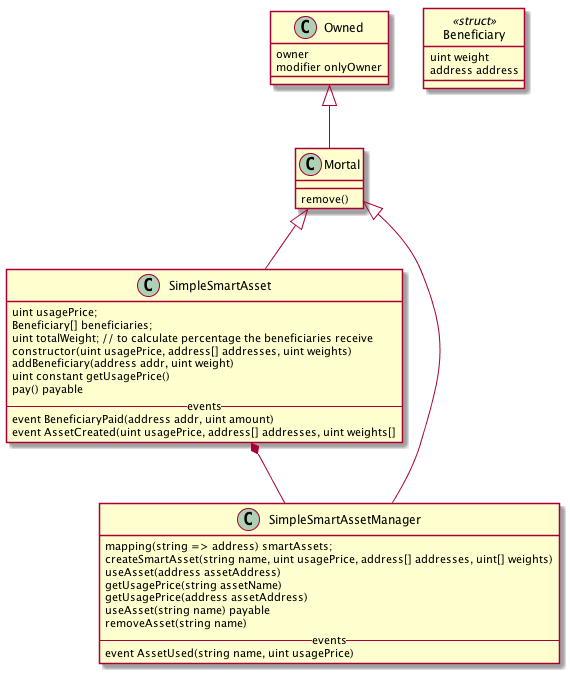 C Owned
owner
modifier onlyOwner
«struct»
Beneficiary
uint weight
address address
C Mortal
remove()
C SimpleSmartAsset
uint usagePrice;
Beneficiary[] beneficiaries;
uint totalWeight; // to calculate percentage the beneficiaries receive
constructor(uint usagePrice, address[] addresses, uint weights)
addBeneficiary(address addr, uint weight)
uint constant getUsagePrice()
pay() payable
events
event BeneficiaryPaid(address addr, uint amount)
event AssetCreated(uint usagePrice, address[] addresses, uint weights[]
C SimpleSmartAssetManager
mapping(string => address) smartAssets;
createSmartAsset(string name, uint usagePrice, address[] addresses, uint[] weights)
useAsset(address assetAddress)
getUsagePrice(string assetName)
getUsagePrice(address assetAddress)
useAsset(string name) payable
removeAsset(string name)
events
event AssetUsed(string name, uint usagePrice)